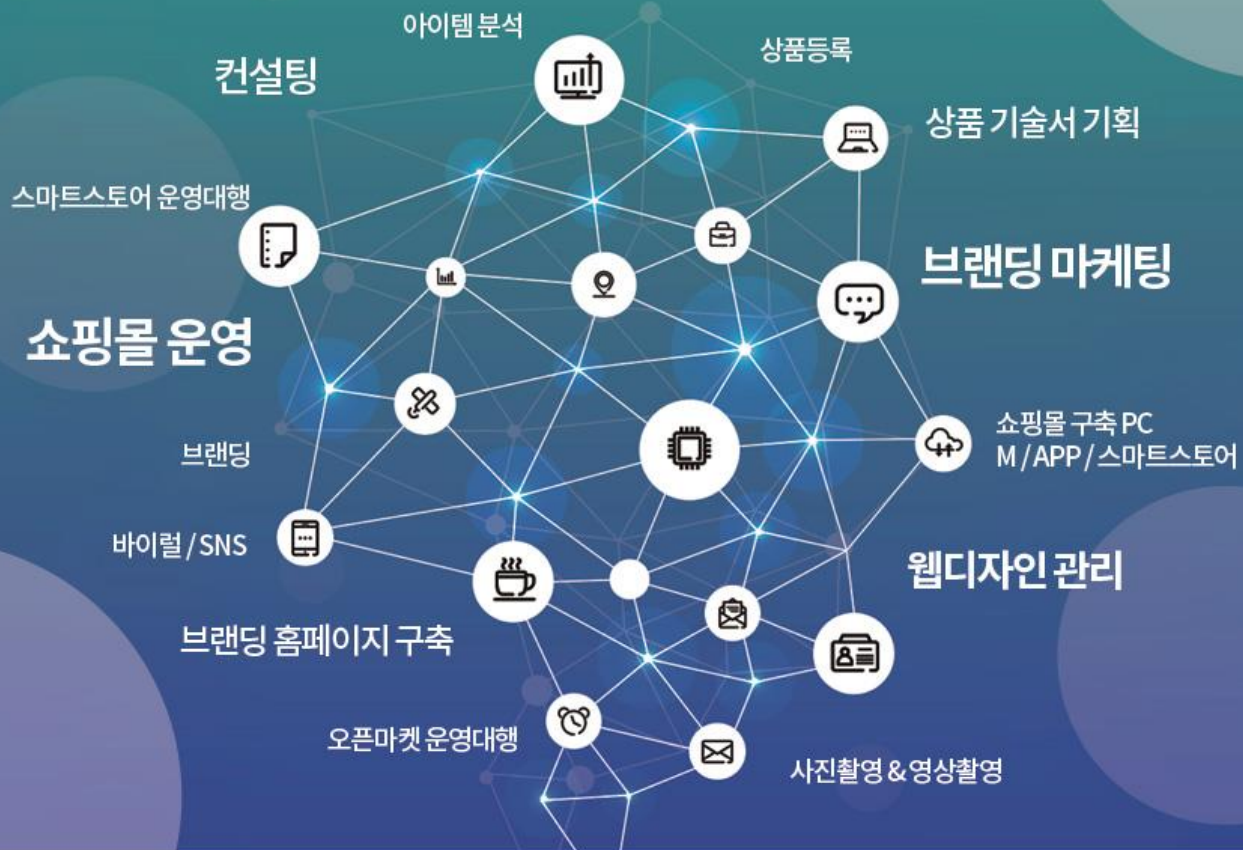 아이템 분석
상품등록
컨설팅
상품 기술서 기획
스마트스토어 운영대행
브랜딩 마케팅
쇼핑몰 운영
쇼핑몰 구축 PC
M / APP / 스마트스토어
브랜딩
바이럴 / SNS
웹디자인 관리
브랜딩 홈페이지 구축
오픈마켓 운영대행
사진촬영 & 영상촬영